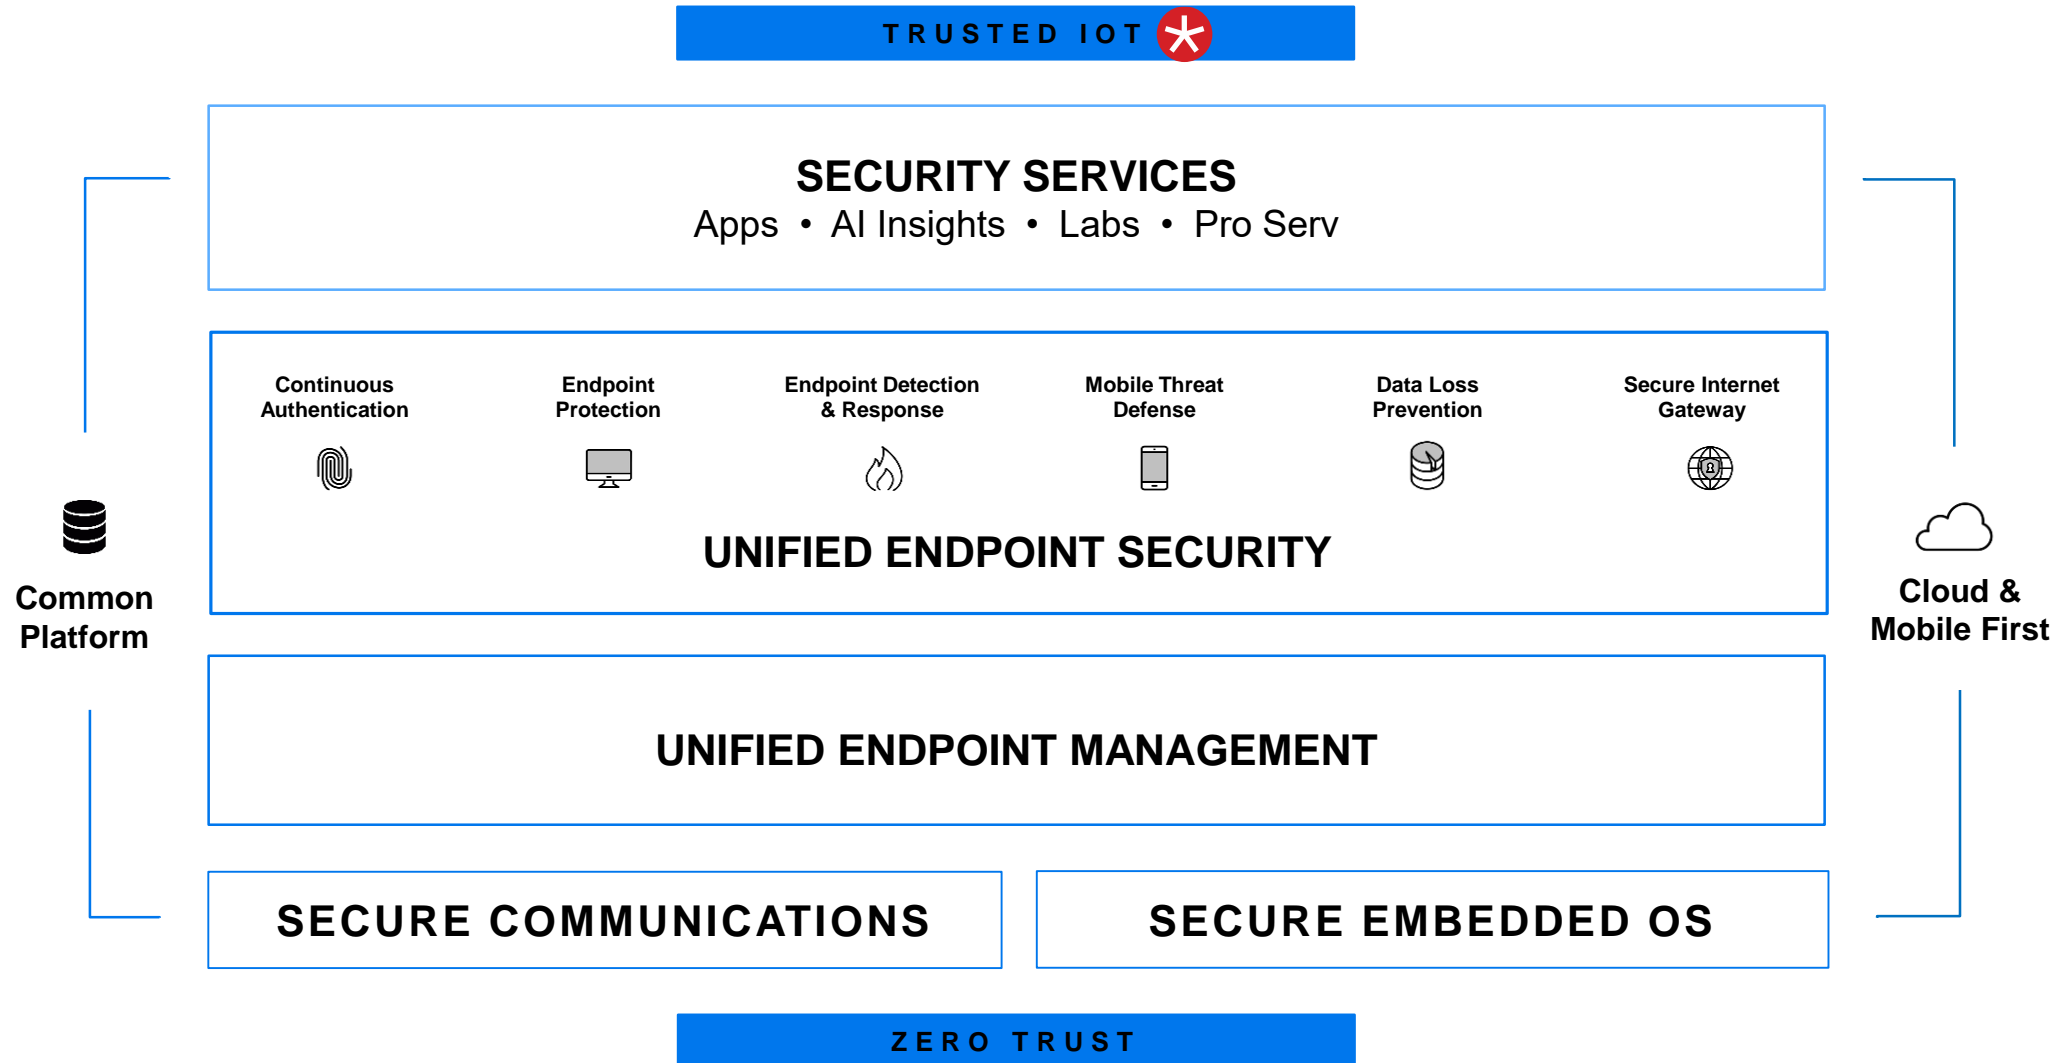 TRUSTED IOT
SECURITY SERVICES
Apps • AI Insights • Labs • Pro Serv
Continuous
Authentication
Endpoint
Protection
Endpoint Detection
& Response
Mobile Threat
Defense
Data Loss
Prevention
Secure Internet
Gateway
UNIFIED ENDPOINT SECURITY
Common
Platform
Cloud &
Mobile First
UNIFIED ENDPOINT MANAGEMENT
SECURE COMMUNICATIONS
SECURE EMBEDDED OS
ZERO TRUST